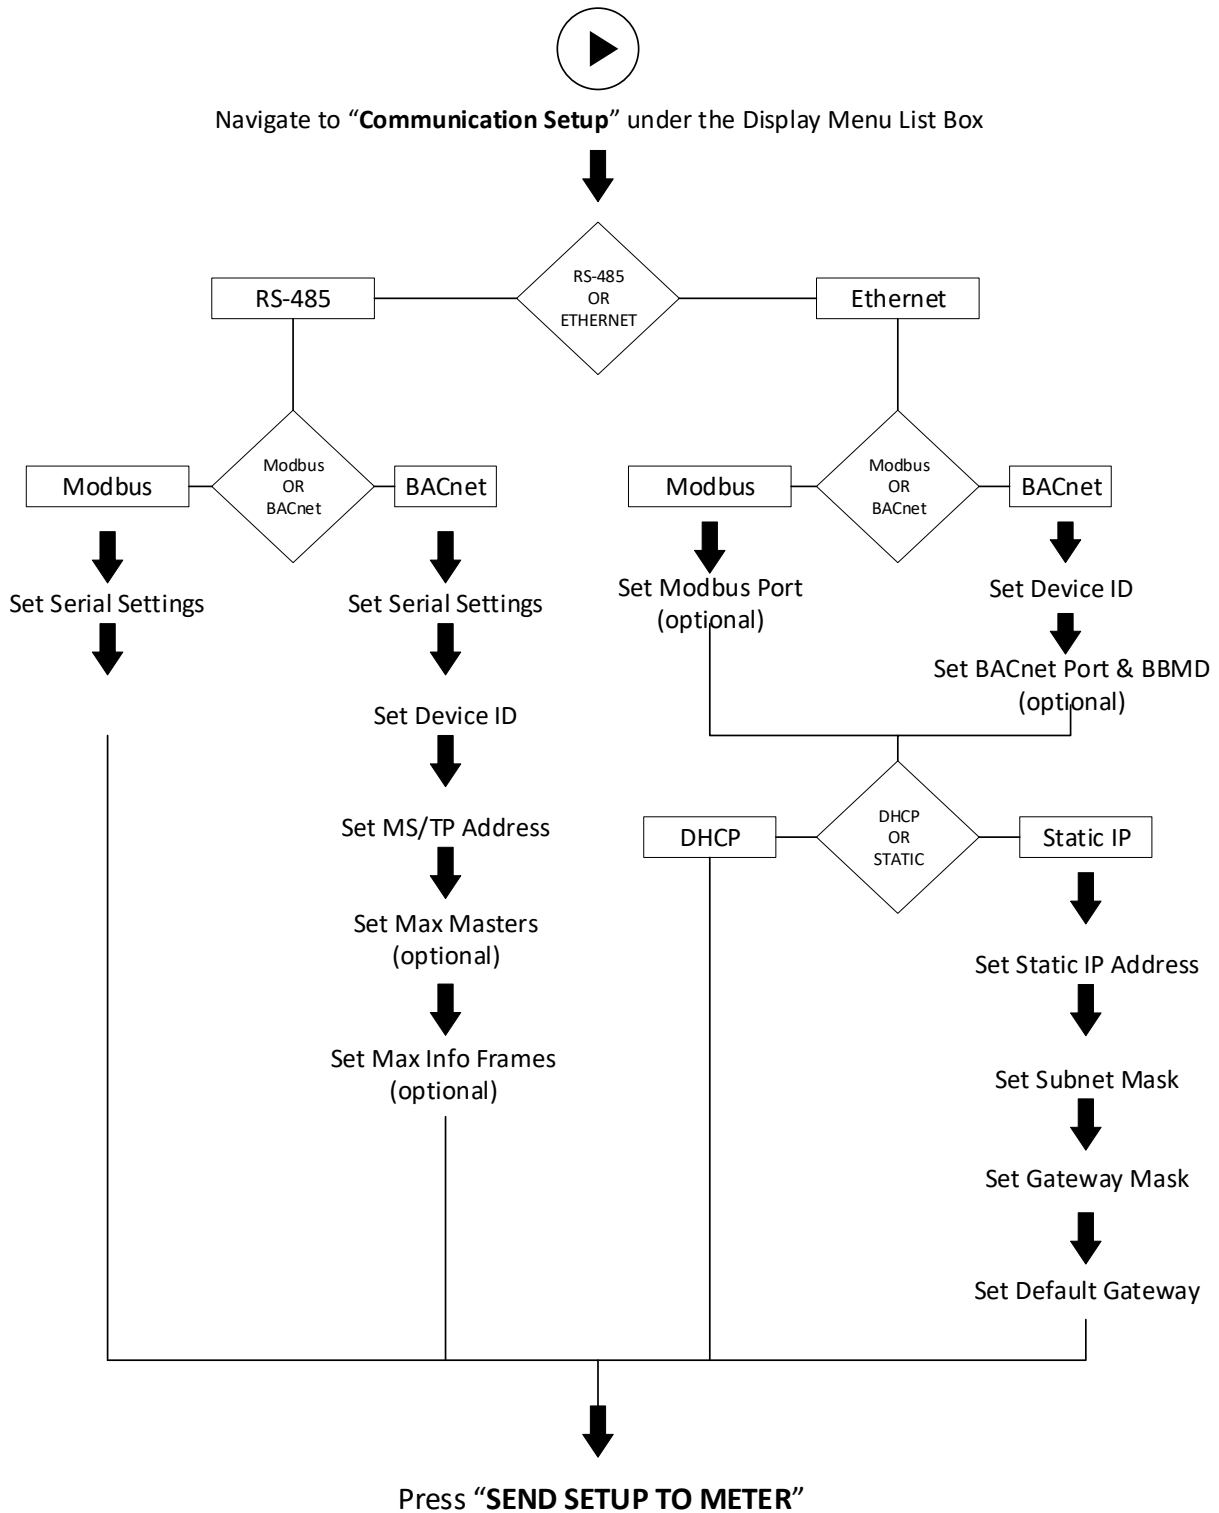 Navigate to “Communication Setup” under the Display Menu List Box
RS-485
OR
ETHERNET
RS-485
Ethernet
Modbus
OR
BACnet
Modbus
BACnet
Set Serial Settings
Set Serial Settings
Set Device ID
Set MS/TP Address
Set Max Masters
(optional)
Set Max Info Frames
(optional)
Modbus
OR
BACnet
Modbus
BACnet
Set Modbus Port
(optional)
Set Device ID
Set BACnet Port & BBMD
(optional)
DHCP
OR
STATIC
DHCP
Static IP
Set Static IP Address
Set Subnet Mask
Set Gateway Mask
Set Default Gateway
Press “SEND SETUP TO METER”